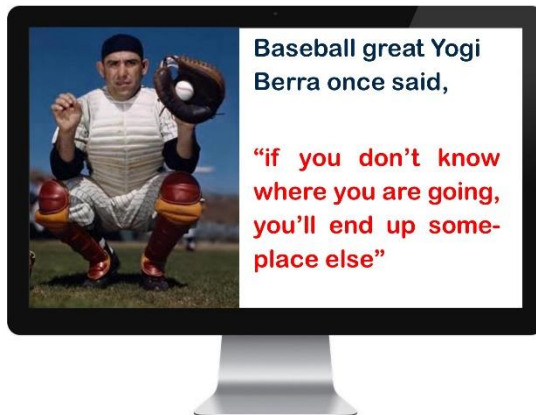 Baseball great Yogi
Berra once said,
“if you don’t know
where you are going,
you’ll end up some-
place else”